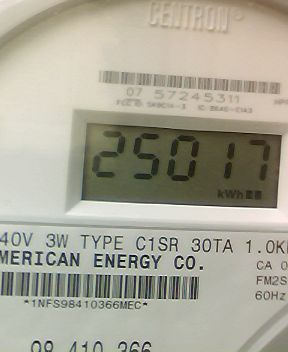 CENTRON
07 57245311
25017
kWh
40V 3W TYPE C1SR 30TA 1.0K
MERICAN ENERGY CO.
CA 0
FM2S
60Hz
*1NFS98410366MEC*
98 410 366